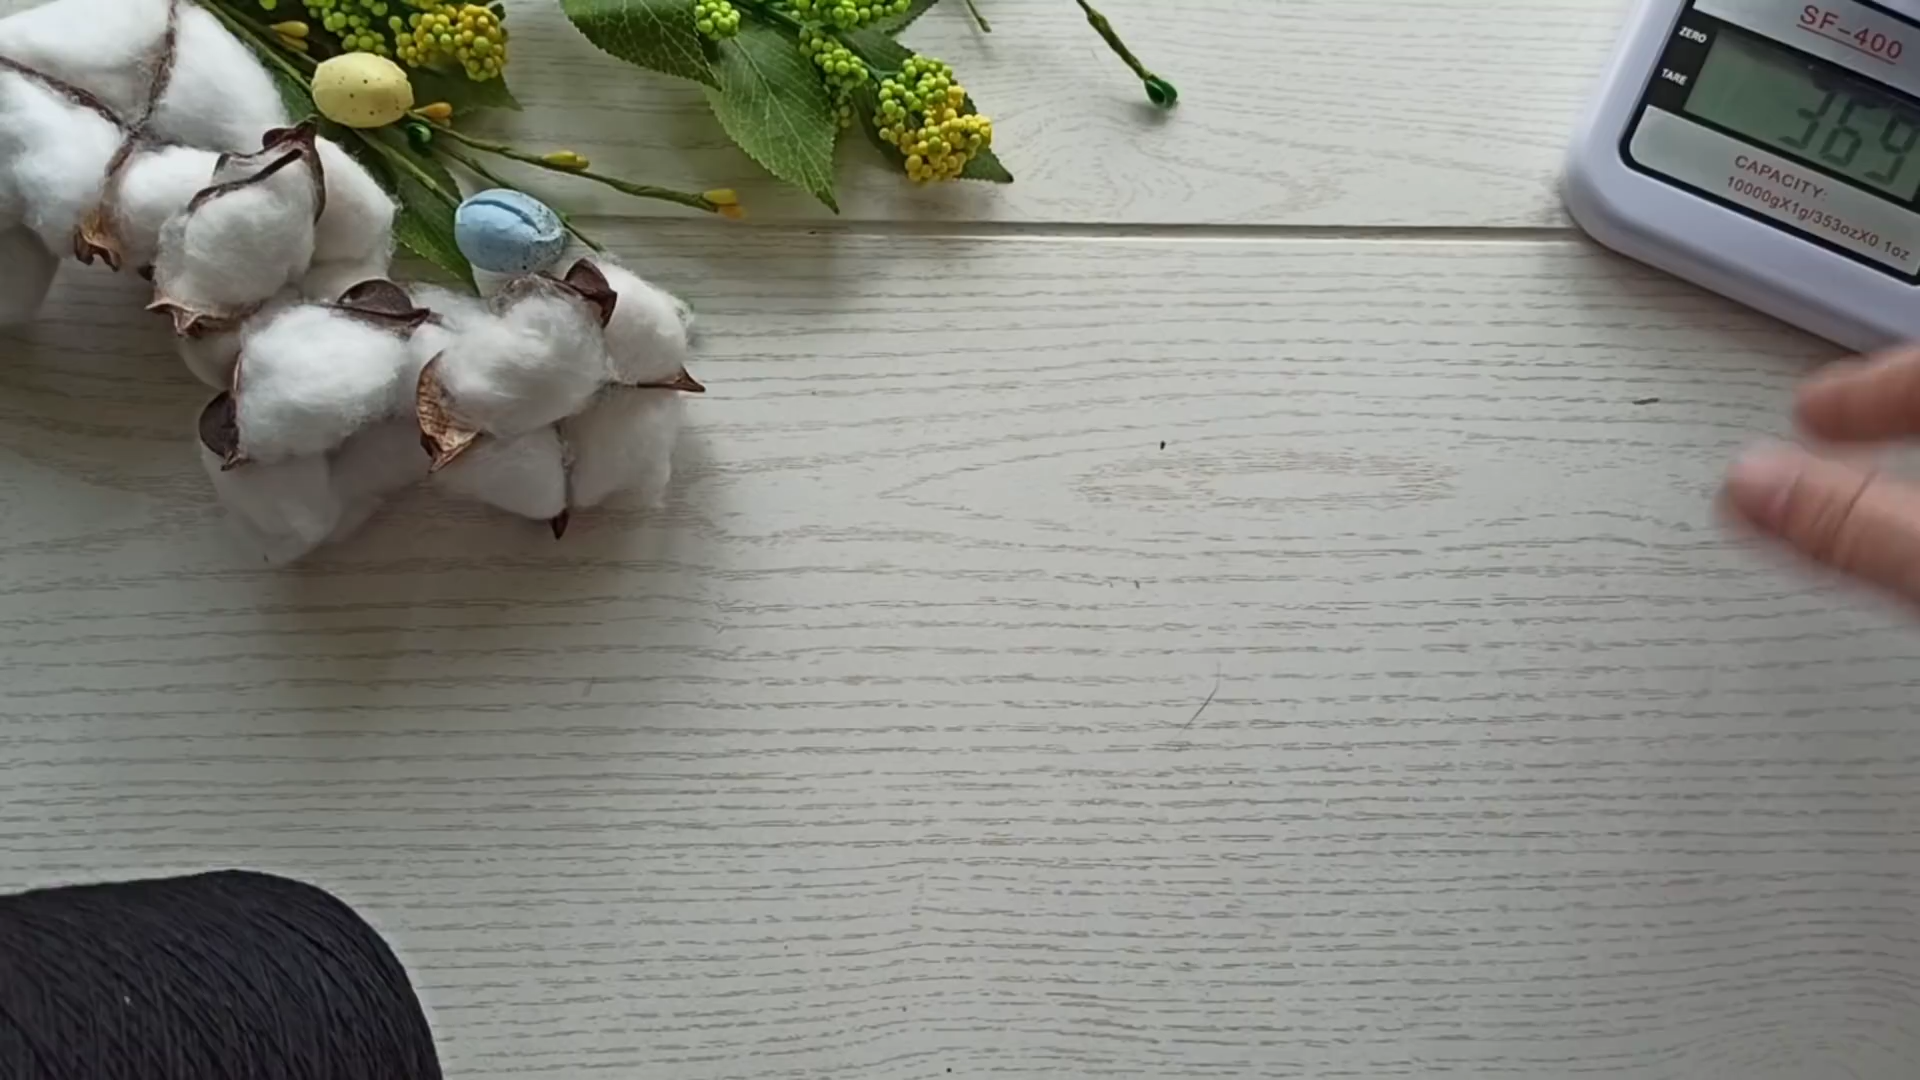 SF-400
ZERO
TARE
369
CAPACITY:
10000gX1g/353ozX0.1oz